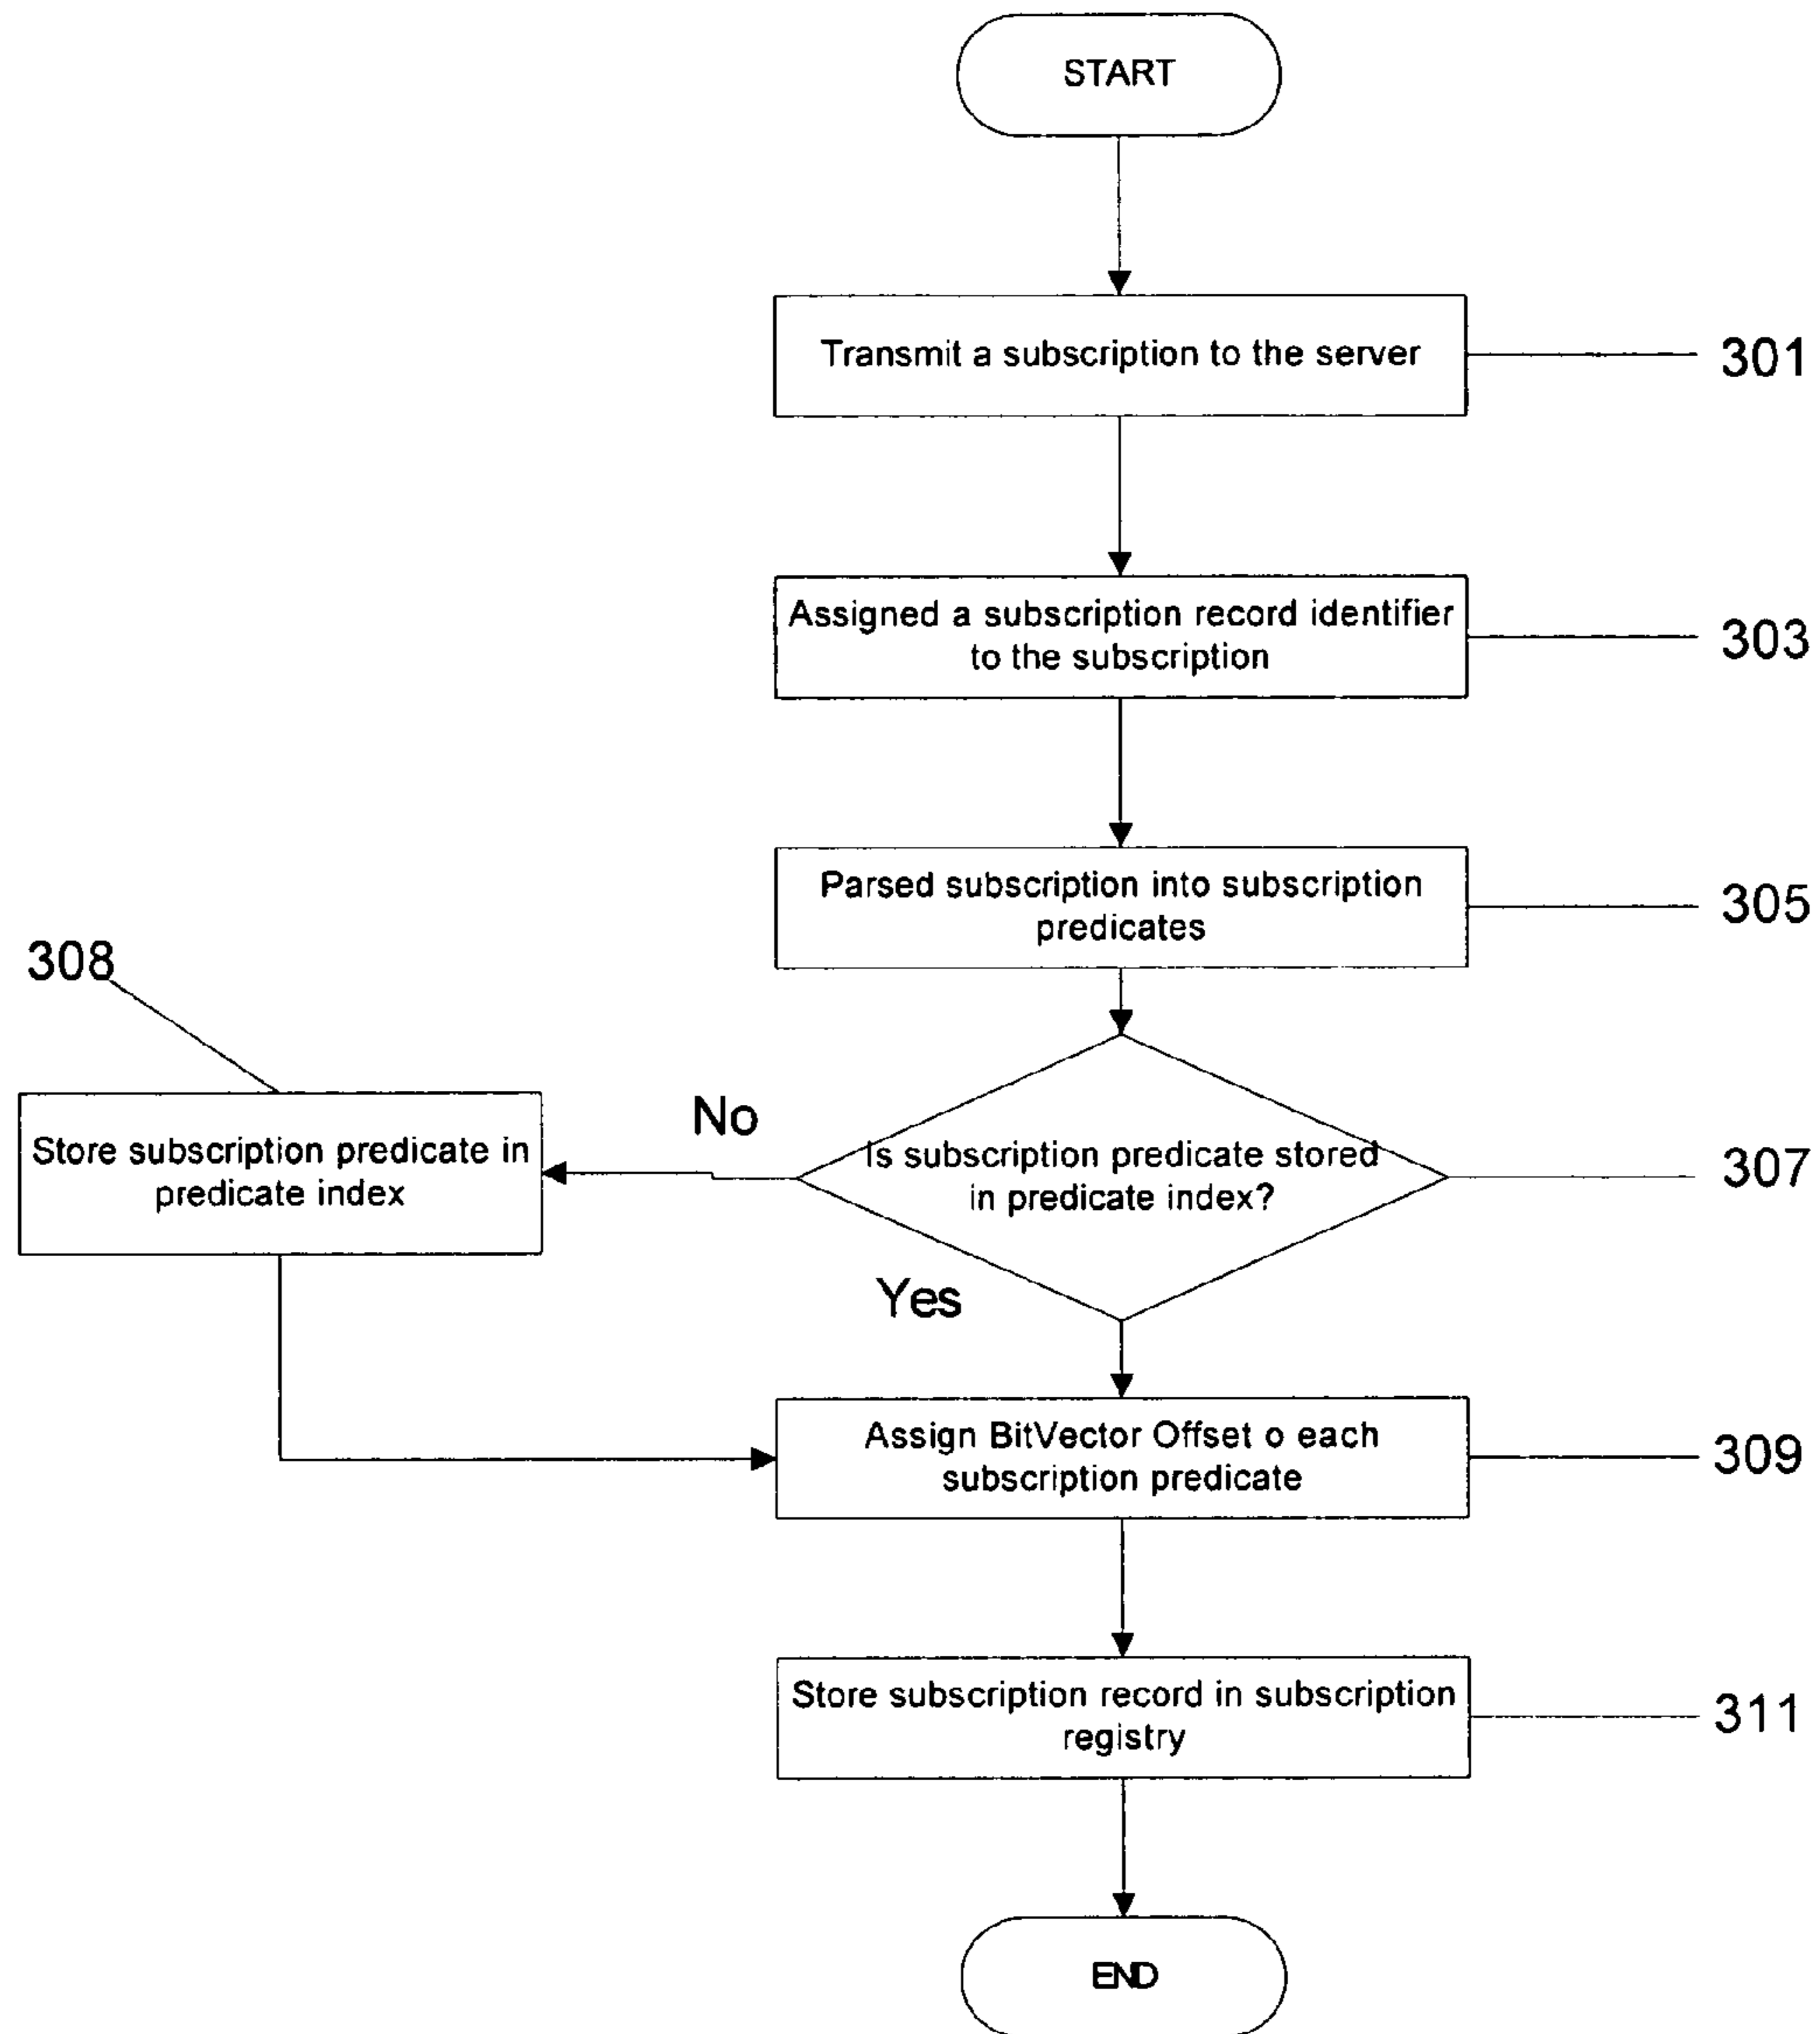 START
Transmit a subscription to the server
301
Assigned a subscription record identifier
to the subscription
303
Parsed subscription into subscription
predicates
305
308
Store subscription predicate in
predicate index
No
Is subscription predicate stored
in predicate index?
307
Yes
Assign BitVector Offset o each
subscription predicate
309
Store subscription record in subscription
registry
311
END